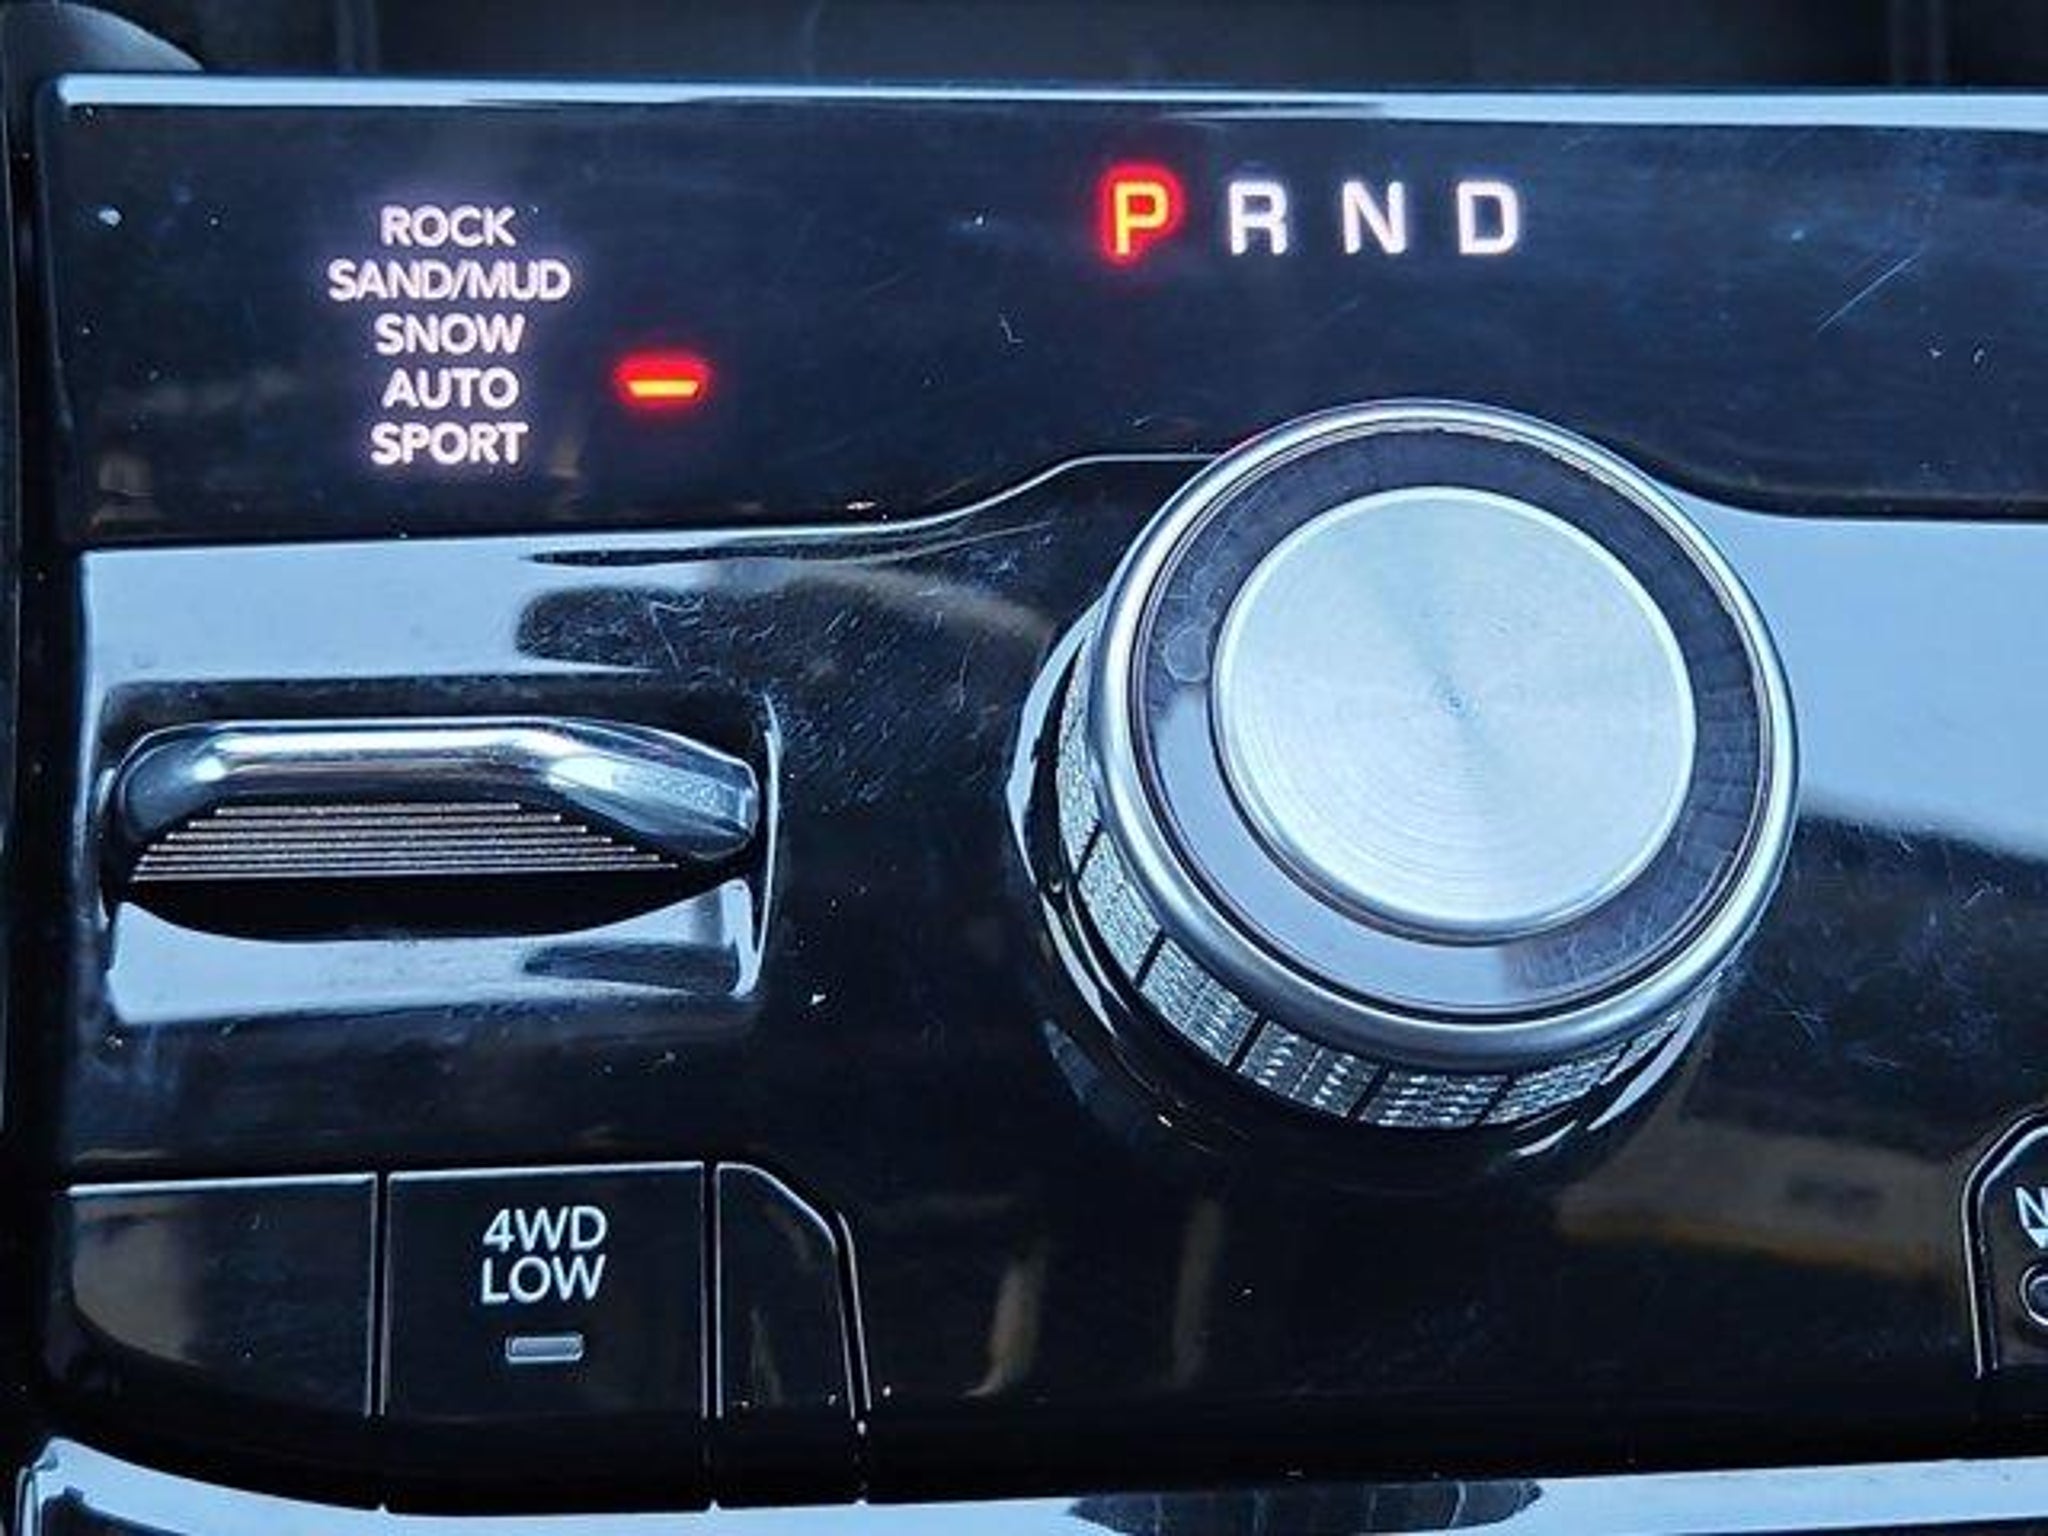 P R N D
ROCK
SAND/MUD
SNOW
AUTO
SPORT
4WD
LOW